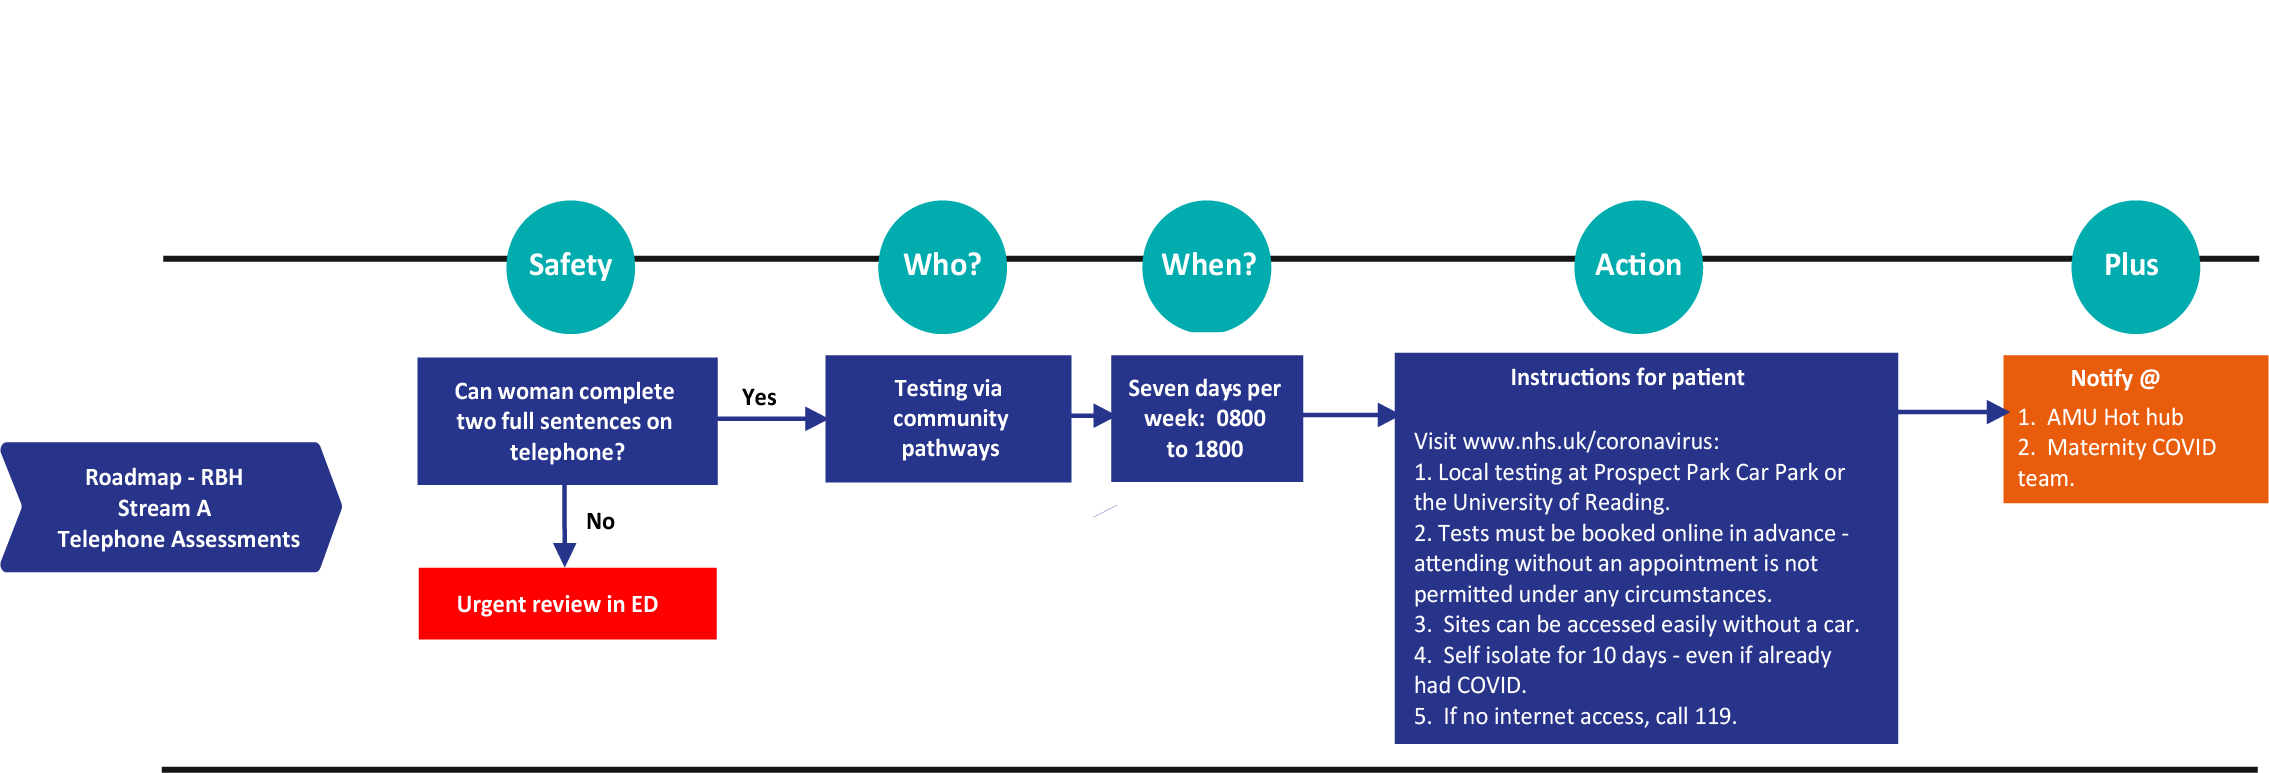 Safety
Who?
When?
Action
Plus
Roadmap - RBH
Stream A
Telephone Assessments
Can woman complete
two full sentences on
telephone?
Yes
No
Urgent review in ED
Testing via
community
pathways
Seven days per
week:  0800
to 1800
Instructions for patient
Visit www.nhs.uk/coronavirus:
1. Local testing at Prospect Park Car Park or
the University of Reading.
2. Tests must be booked online in advance -
attending without an appointment is not
permitted under any circumstances.
3.  Sites can be accessed easily without a car.
4.  Self isolate for 10 days - even if already
had COVID.
5.  If no internet access, call 119.
Notify @
1.  AMU Hot hub
2.  Maternity COVID
team.